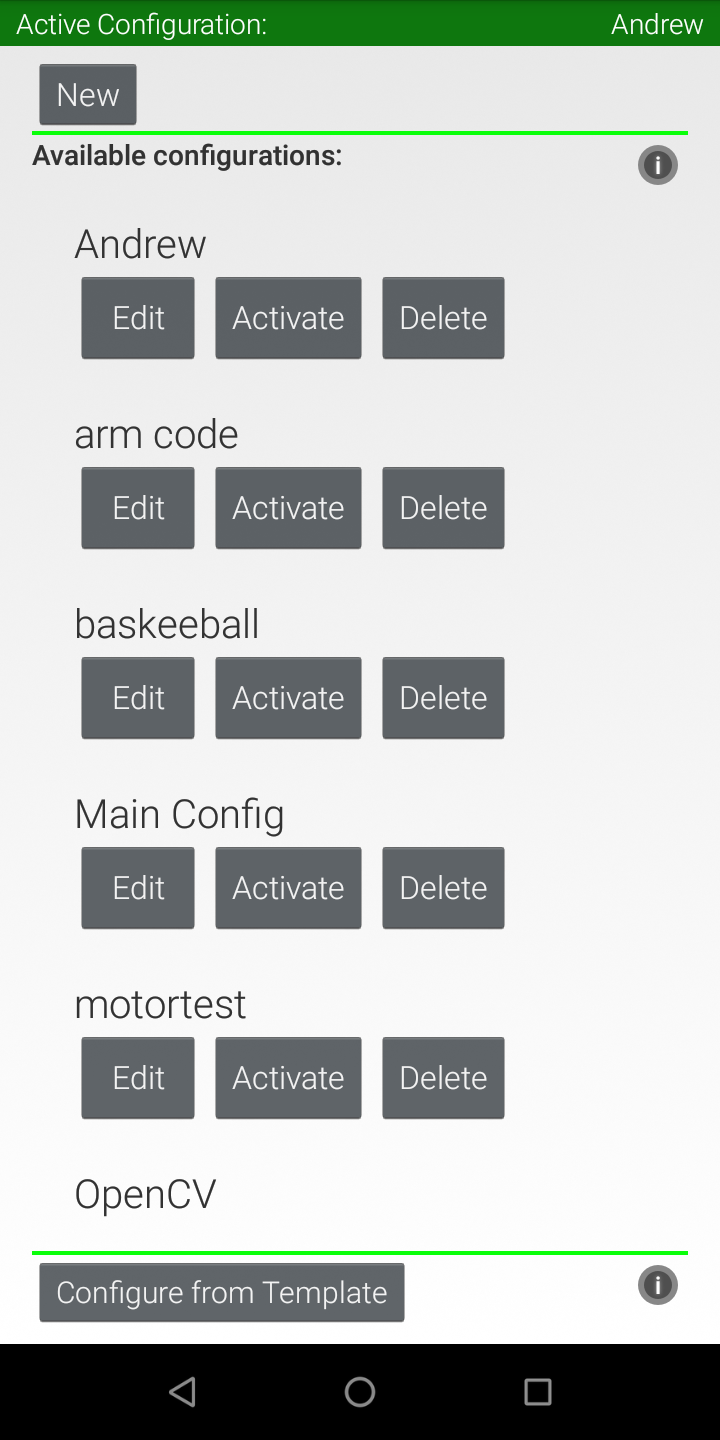 Active Configuration: Andrew
New
Available configurations:
Andrew
Edit Activate Delete
arm code
Edit Activate Delete
baskeeball
Edit Activate Delete
Main Config
Edit Activate Delete
motortest
Edit Activate Delete
OpenCV
Configure from Template